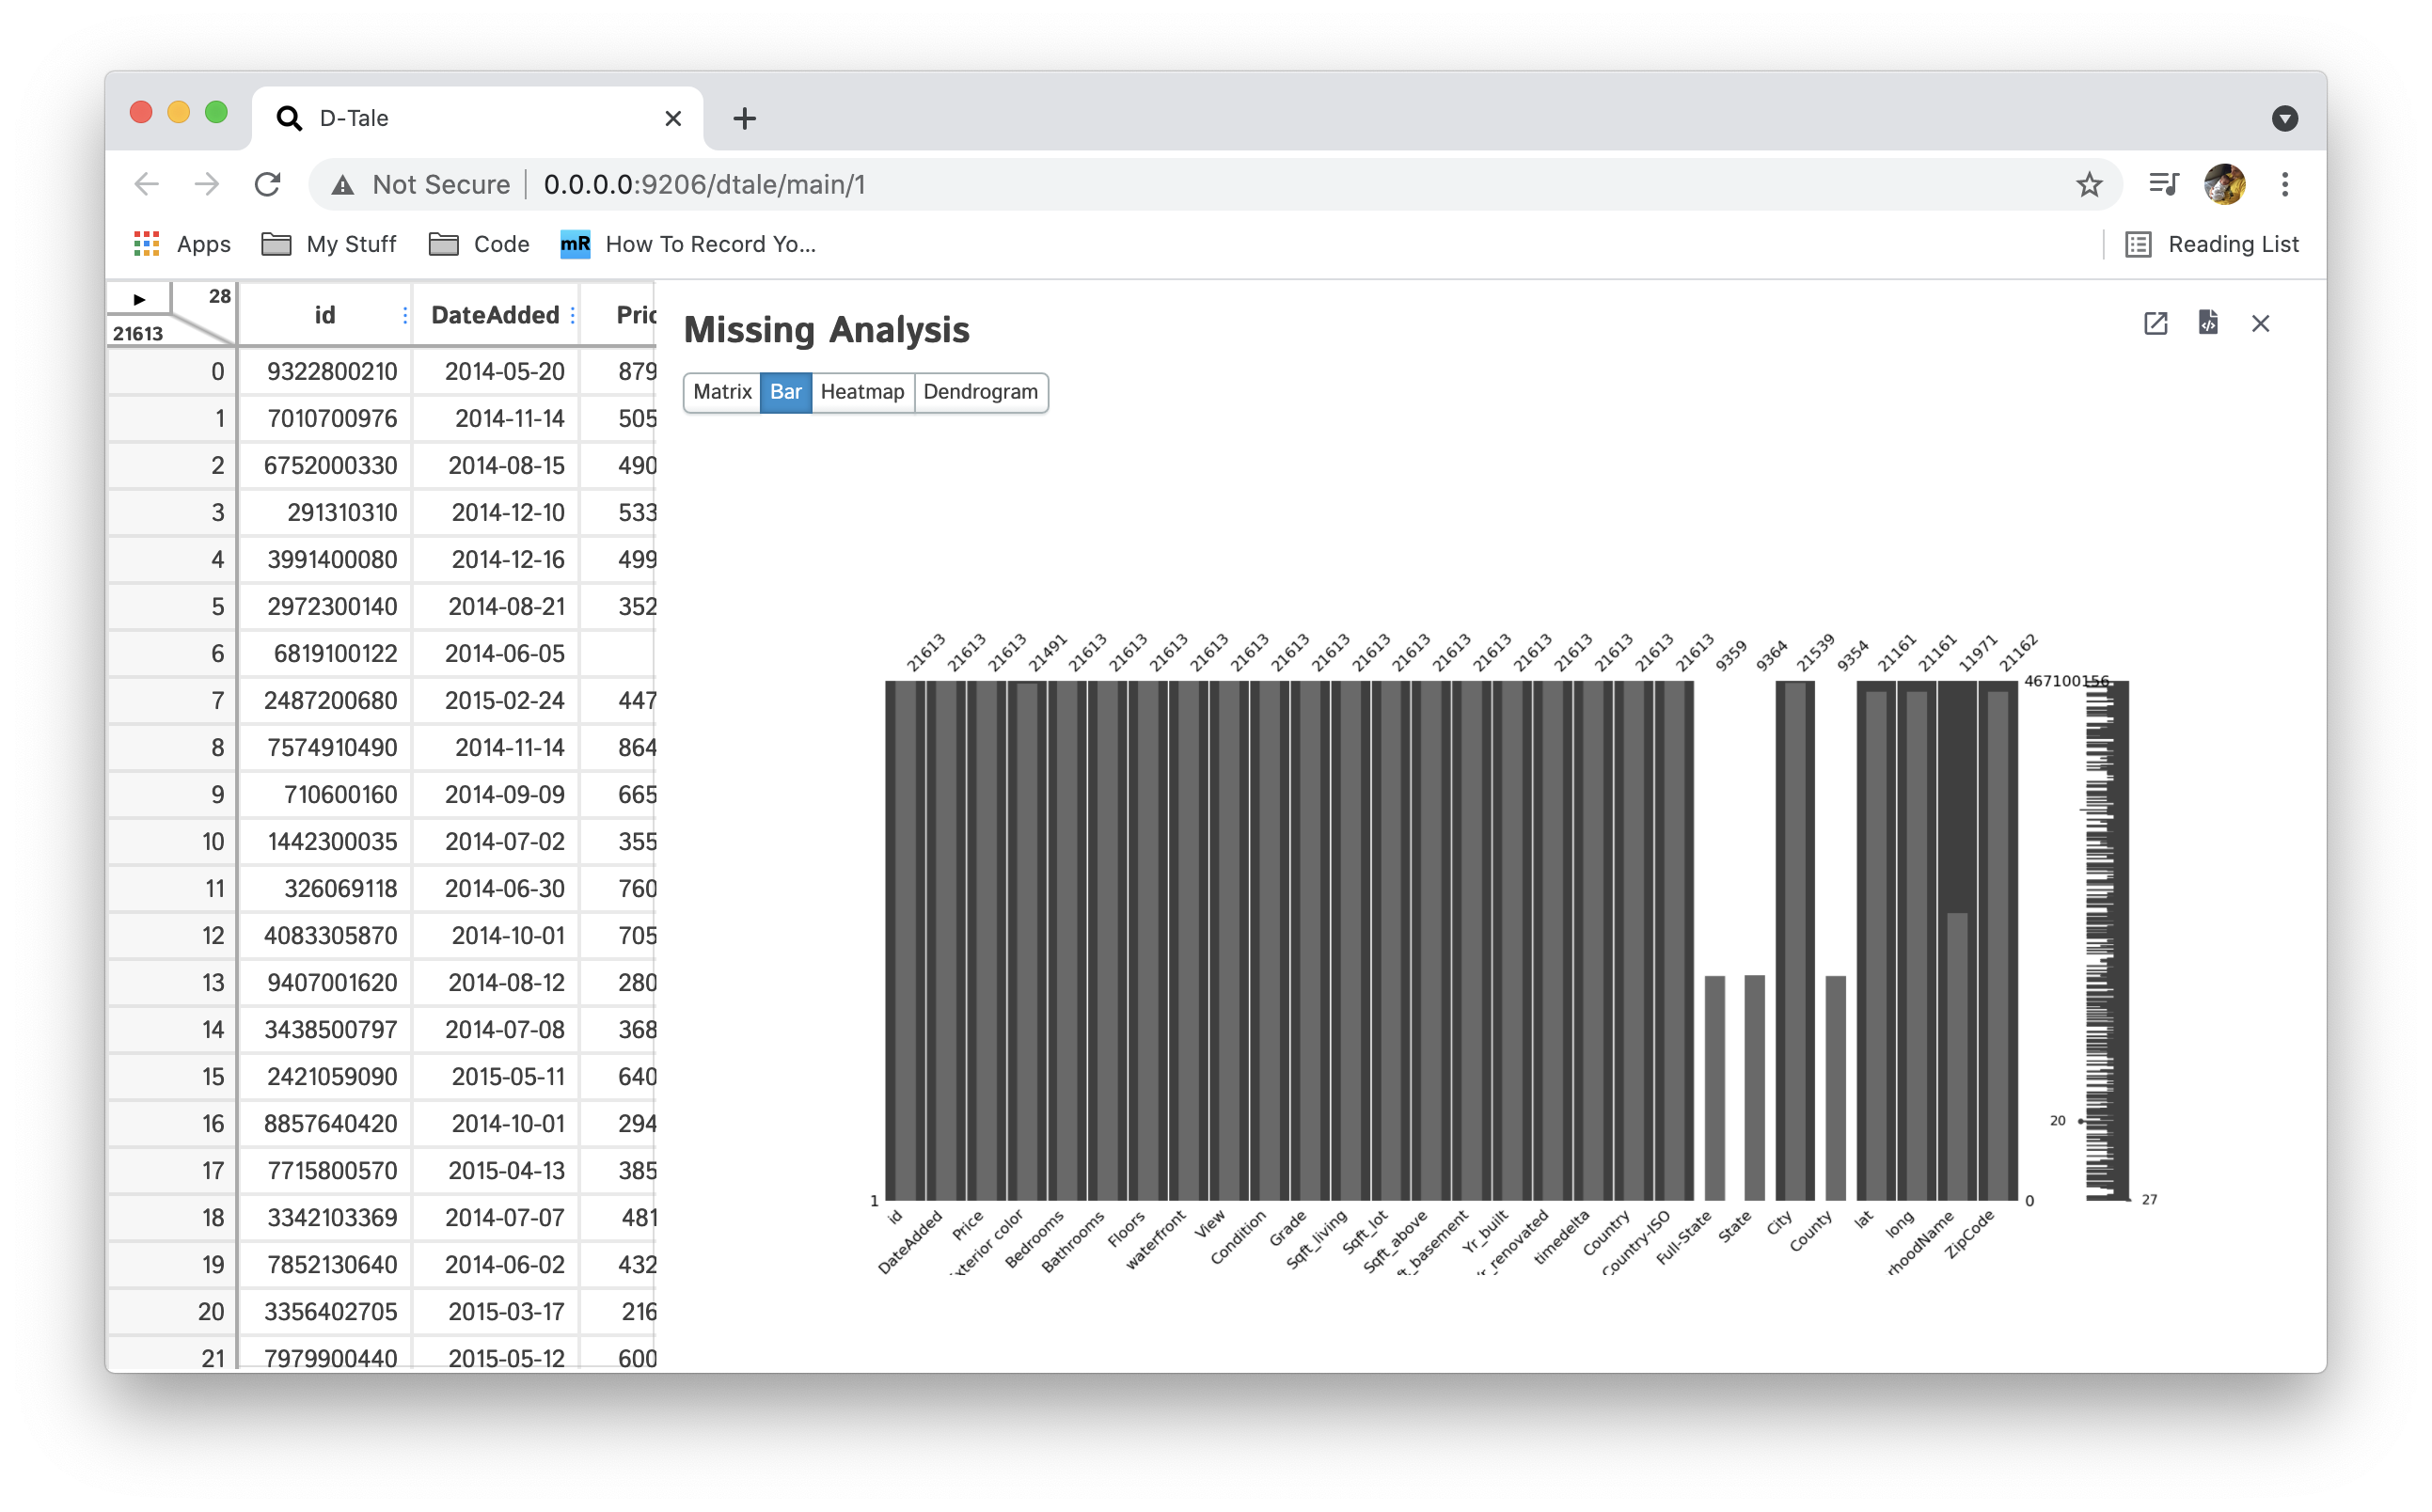 D-Tale
Not Secure 0.0.0.0:9206/dtale/main/1
Apps My Stuff Code mR How To Record Yo... Reading List
28
21613
id DateAdded Pric
0 9322800210 2014-05-20 879
1 7010700976 2014-11-14 505
2 6752000330 2014-08-15 490
3 291310310 2014-12-10 533
4 3991400080 2014-12-16 499
5 2972300140 2014-08-21 352
6 6819100122 2014-06-05
7 2487200680 2015-02-24 447
8 7574910490 2014-11-14 864
9 710600160 2014-09-09 665
10 1442300035 2014-07-02 355
11 326069118 2014-06-30 760
12 4083305870 2014-10-01 705
13 9407001620 2014-08-12 280
14 3438500797 2014-07-08 368
15 2421059090 2015-05-11 640
16 8857640420 2014-10-01 294
17 7715800570 2015-04-13 385
18 3342103369 2014-07-07 481
19 7852130640 2014-06-02 432
20 3356402705 2015-03-17 216
21 7979900440 2015-05-12 600
Missing Analysis
Matrix Bar Heatmap Dendrogram
21613 21613 21613 21491 21613 21613 21613 21613 21613 21613 21613 21613 21613 21613 21613 21613 21613 21613 21613 21613 9359 9364 21539 9354 21161 21161 11971 21162
467100156
20
1 0 27
id DateAdded Price xterior color Bedrooms Bathrooms Floors waterfront View Condition Grade Sqft_living Sqft_lot Sqft_above ft_basement Yr_built r_renovated timedelta Country Country-ISO Full-State State City County lat long rhoodName ZipCode